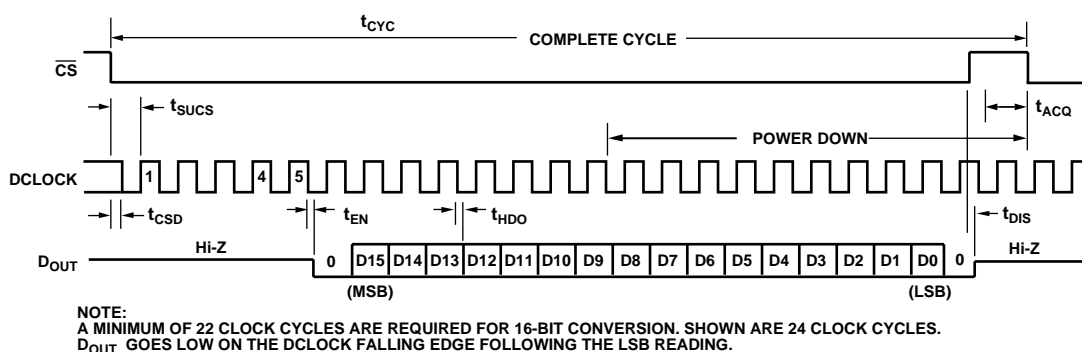 tCYC
COMPLETE CYCLE
CS
tSUCS
tACQ
POWER DOWN
DCLOCK
1
4
5
tCSD
tEN
tHDO
tDIS
Hi-Z
Hi-Z
DOUT
0
D15
D14
D13
D12
D11
D10
D9
D8
D7
D6
D5
D4
D3
D2
D1
D0
0
(MSB)
(LSB)
NOTE:
A MINIMUM OF 22 CLOCK CYCLES ARE REQUIRED FOR 16-BIT CONVERSION. SHOWN ARE 24 CLOCK CYCLES.
DOUT GOES LOW ON THE DCLOCK FALLING EDGE FOLLOWING THE LSB READING.